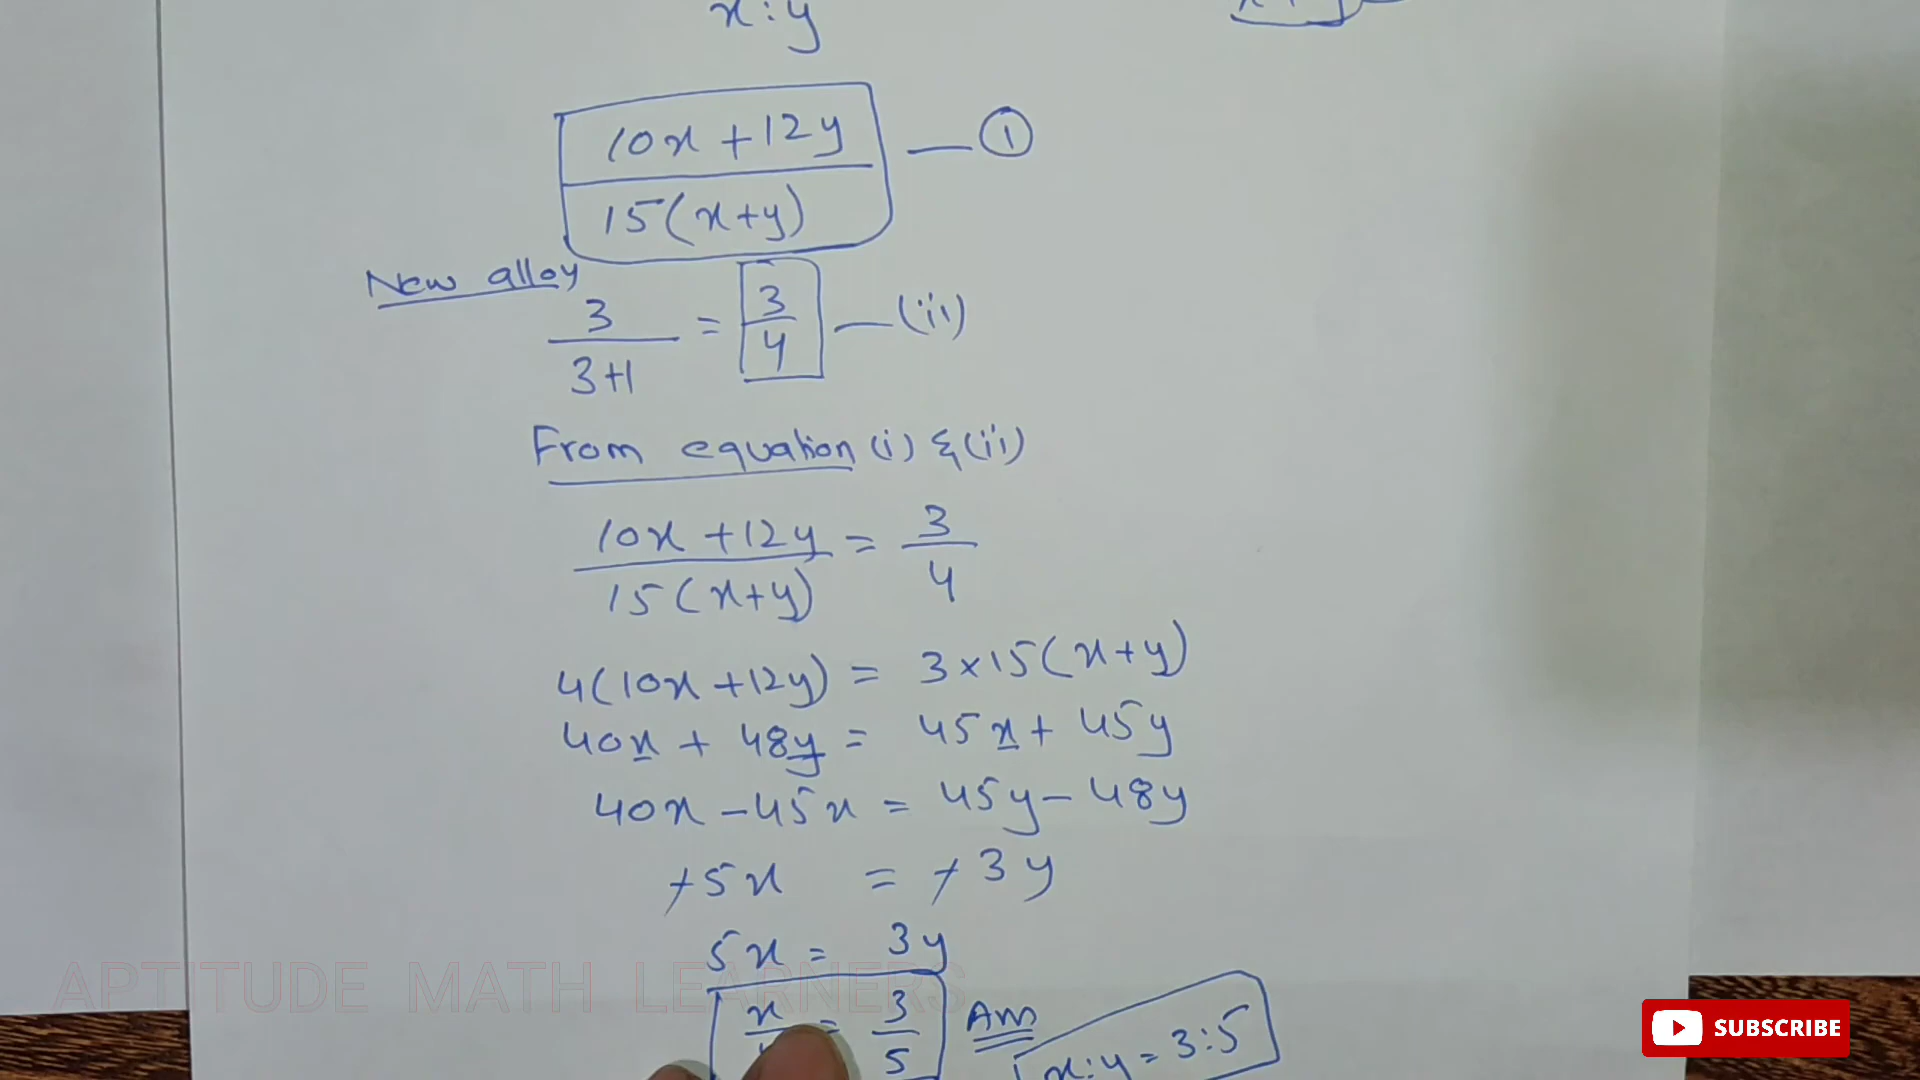 x:y
10x + 12y
15(x+y) — ①
New alloy
3/(3+1) = 3/4 — (ii)
From equation (i) & (ii)
(10x + 12y)/(15(x+y)) = 3/4
4(10x + 12y) = 3×15(x+y)
40x + 48y = 45x + 45y
40x - 45x = 45y - 48y
-5x = -3y
5x = 3y
x = 3/5 Ans
x:y = 3:5
APTITUDE MATH LEARNERS
SUBSCRIBE